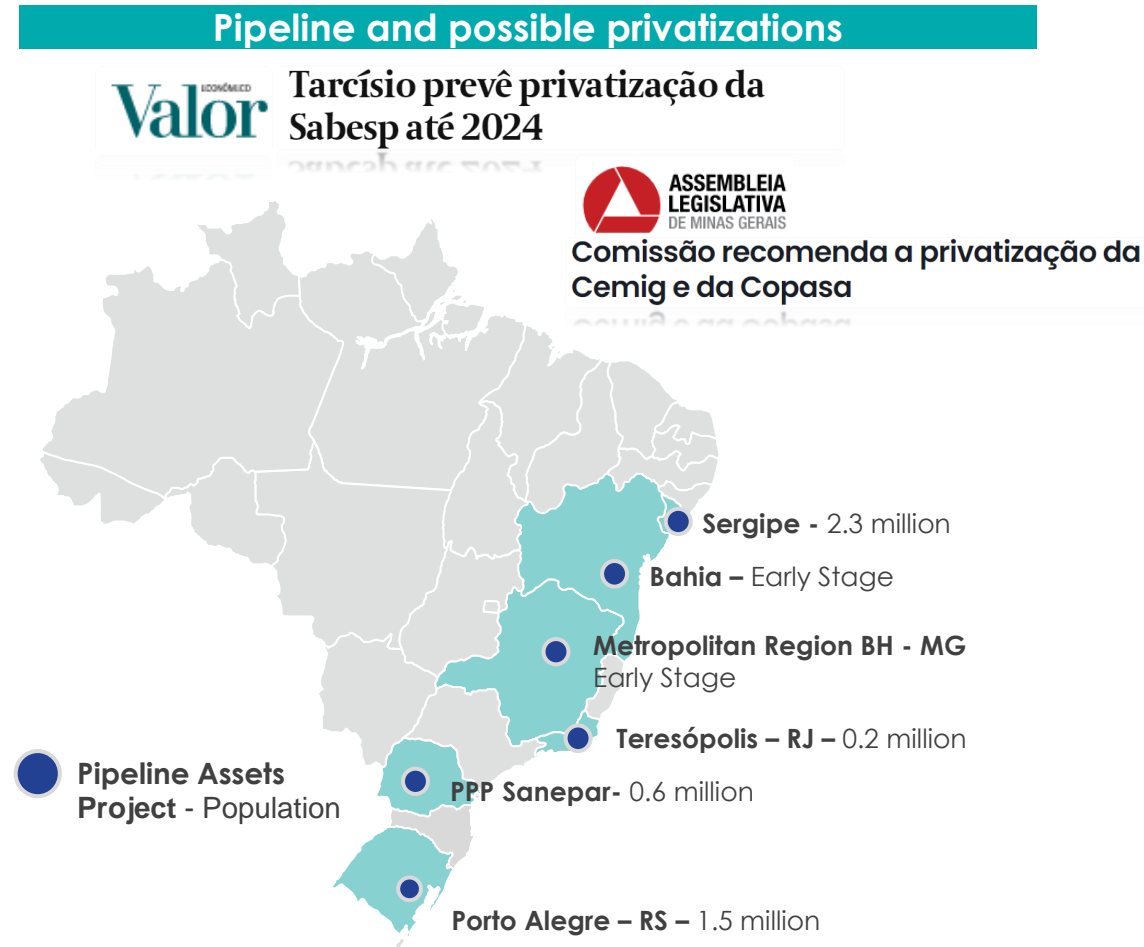 Pipeline and possible privatizations
Valor ECONÔMICO
Tarcísio prevê privatização da
Sabesp até 2024
ASSEMBLEIA
LEGISLATIVA
DE MINAS GERAIS
Comissão recomenda a privatização da
Cemig e da Copasa
Sergipe - 2.3 million
Bahia – Early Stage
Metropolitan Region BH - MG
Early Stage
Teresópolis – RJ – 0.2 million
Pipeline Assets
Project - Population
PPP Sanepar- 0.6 million
Porto Alegre – RS – 1.5 million